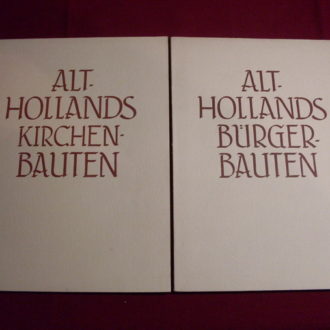 ALT-
HOLLANDS
KIRCHEN-
BAUTEN
ALT-
HOLLANDS
BÜRGER-
BAUTEN